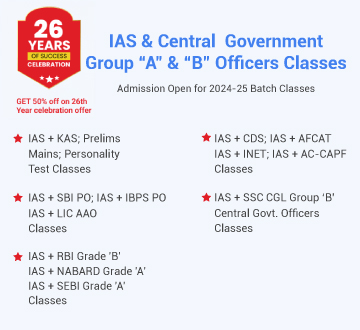 26
YEARS
OF SUCCESS
CELEBRATION
GET 50% off on 26th
Year celebration offer
IAS & Central Government
Group “A” & “B” Officers Classes
Admission Open for 2024-25 Batch Classes
IAS + KAS; Prelims
Mains; Personality
Test Classes
IAS + SBI PO; IAS + IBPS PO
IAS + LIC AAO
Classes
IAS + RBI Grade 'B'
IAS + NABARD Grade 'A'
IAS + SEBI Grade 'A'
Classes
IAS + CDS; IAS + AFCAT
IAS + INET; IAS + AC-CAPF
Classes
IAS + SSC CGL Group ‘B’
Central Govt. Officers
Classes